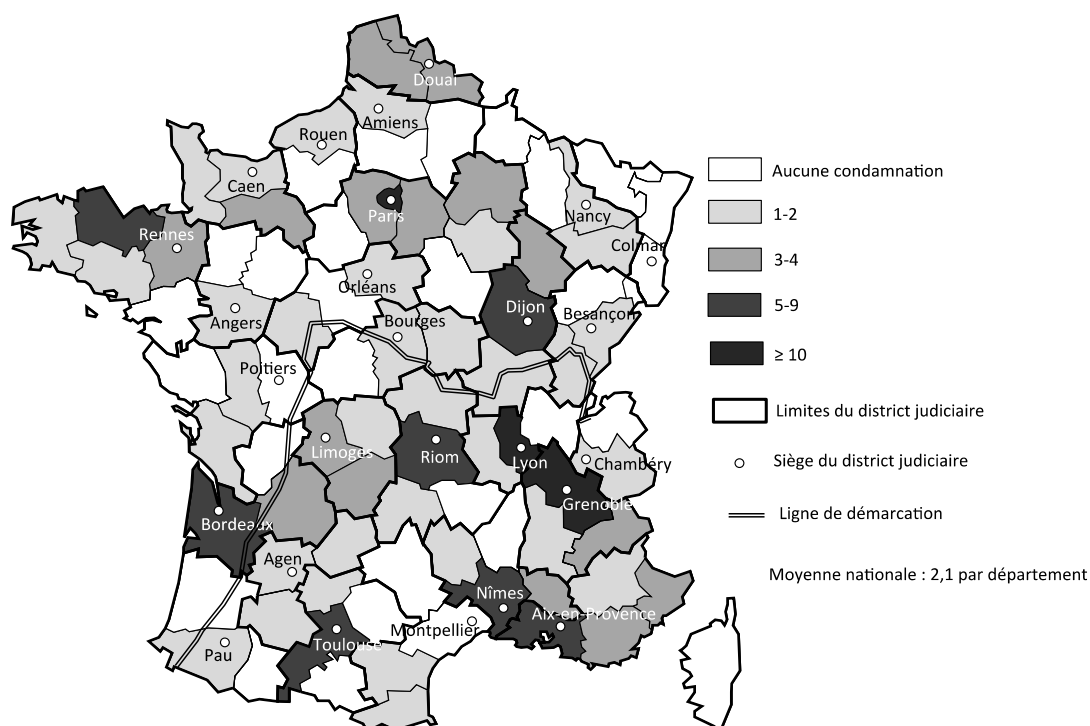 Douai
Amiens
Rouen
Caen
Paris
Nancy
Rennes
Colmar
Orléans
Dijon
Angers
Bourges
Besançon
Poitiers
Limoges
Riom
Lyon
Chambéry
Grenoble
Bordeaux
Agen
Nîmes
Aix-en-Provence
Montpellier
Toulouse
Pau
Aucune condamnation
1-2
3-4
5-9
≥ 10
Limites du district judiciaire
Siège du district judiciaire
Ligne de démarcation
Moyenne nationale : 2,1 par département